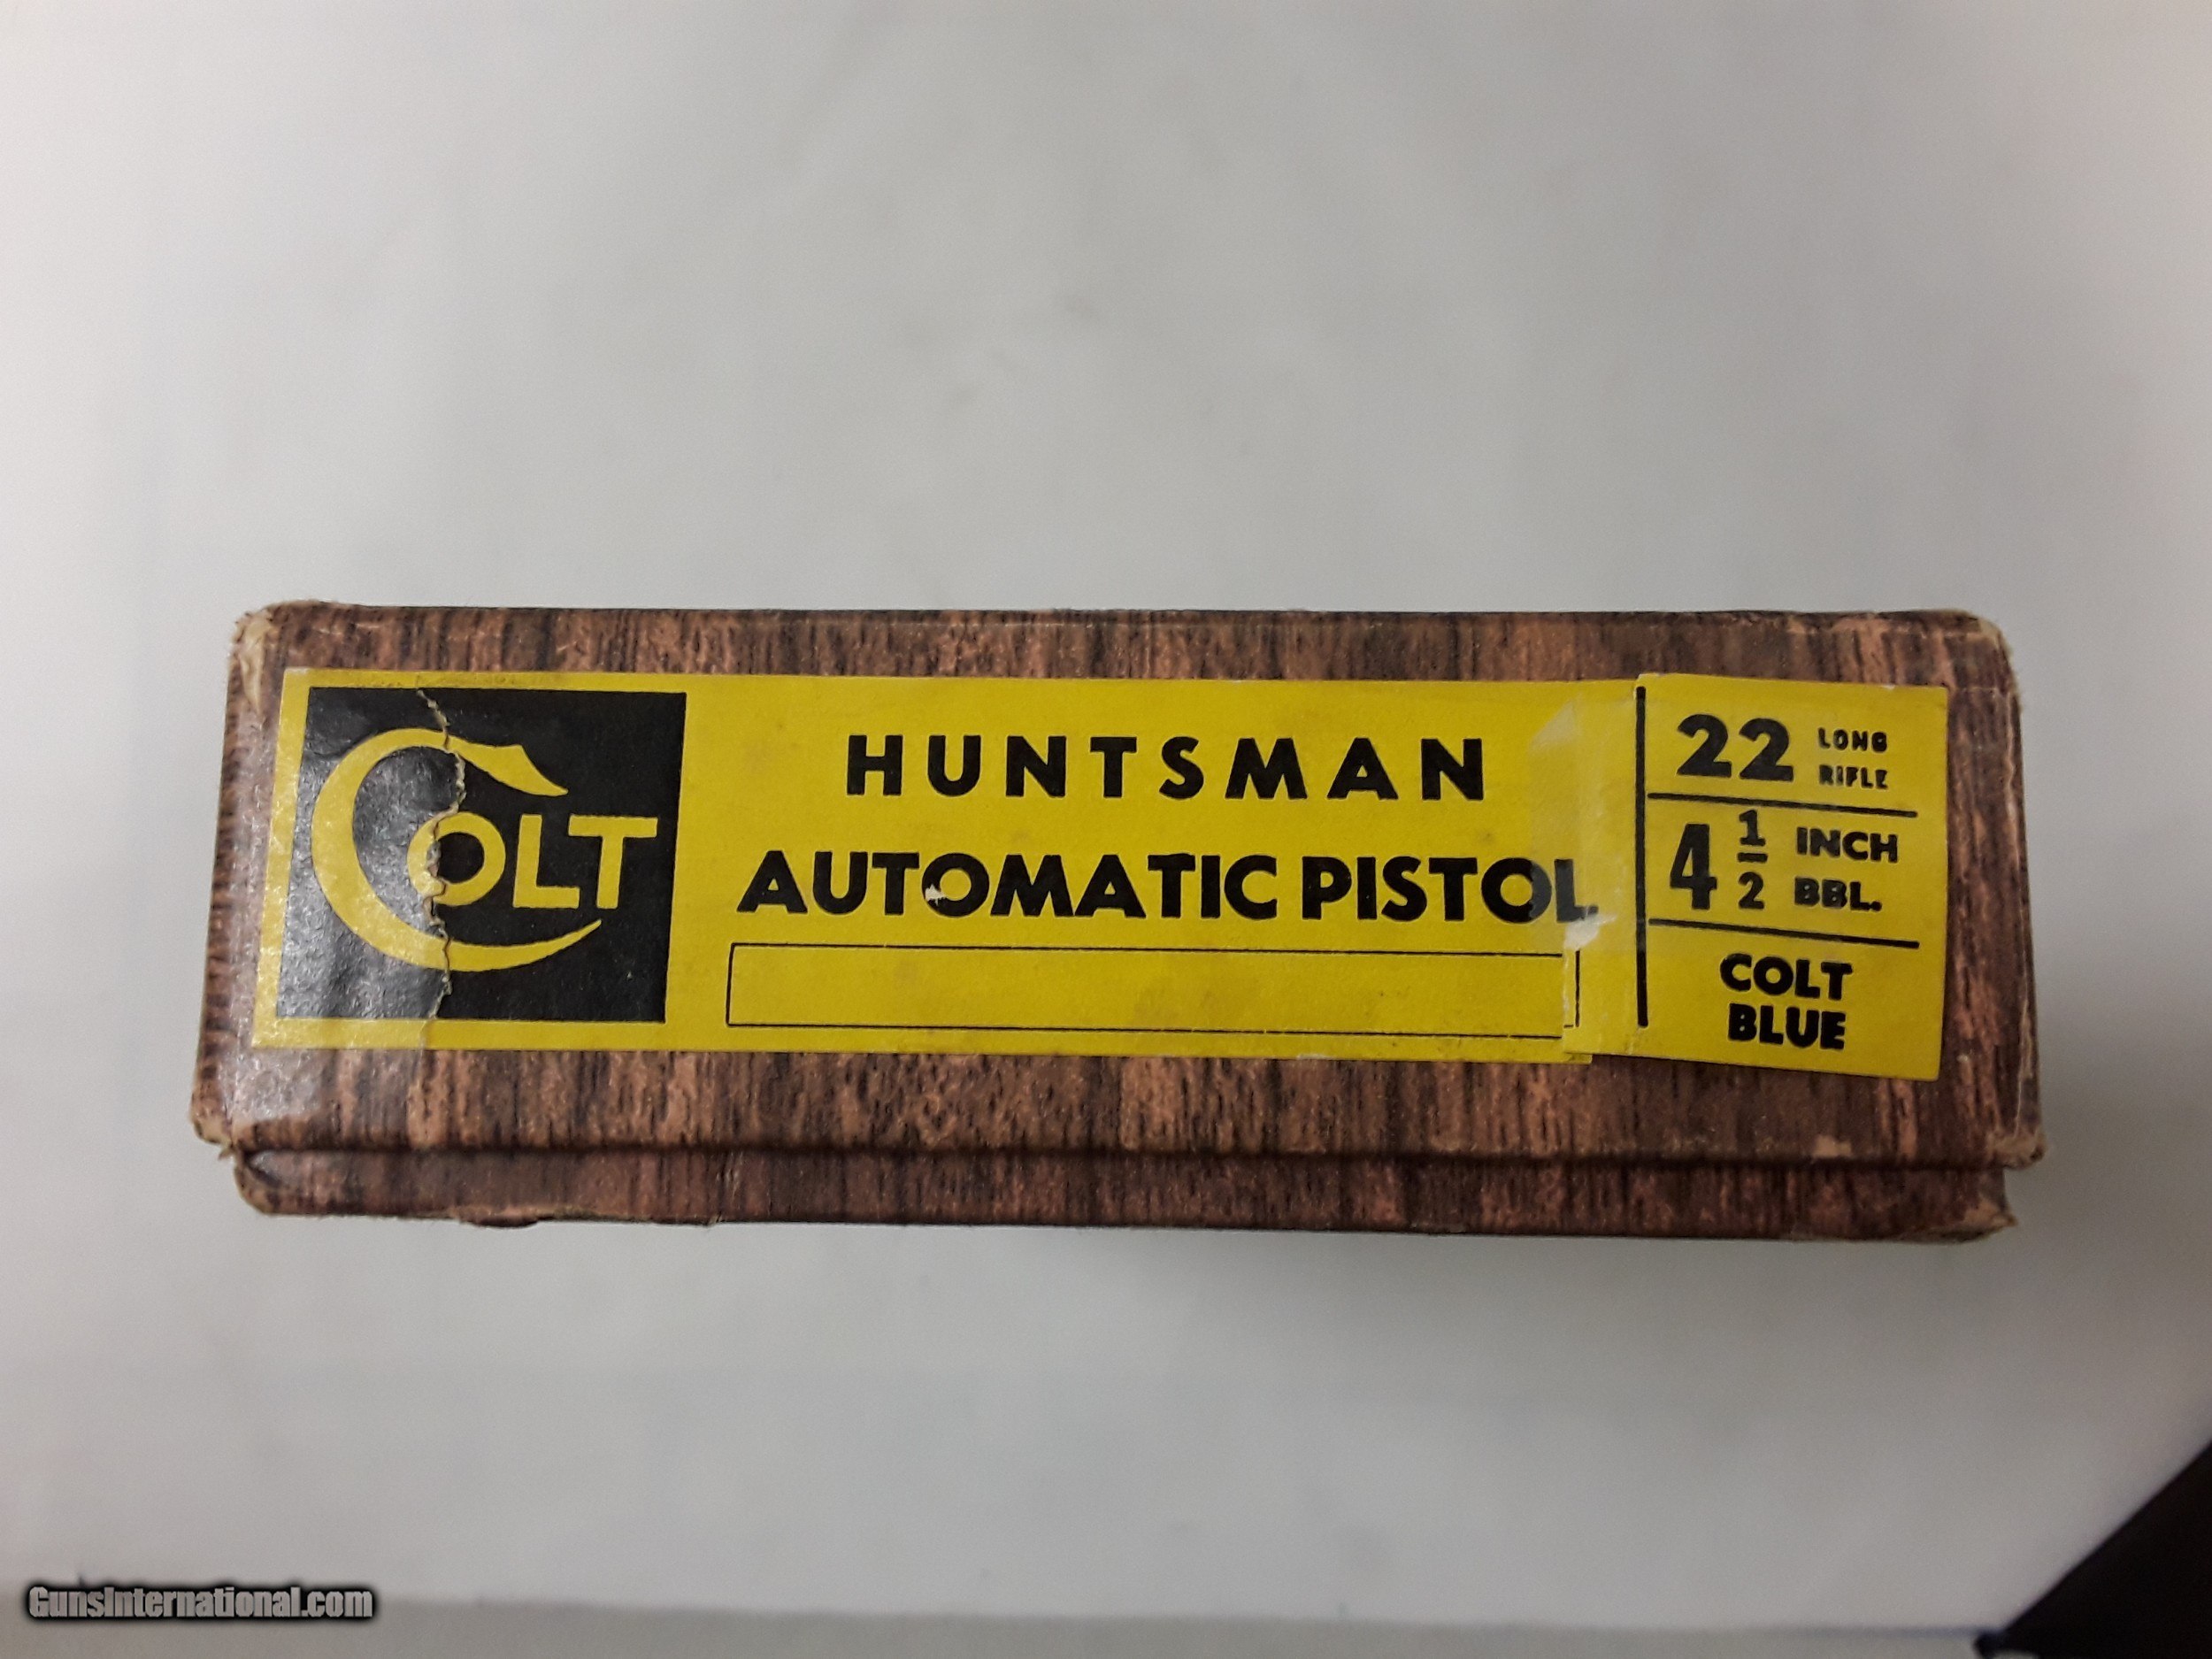 COLT
HUNTSMAN
AUTOMATIC PISTOL
22 LONG RIFLE
4 1/2 INCH BBL.
COLT
BLUE
GunsInternational.com